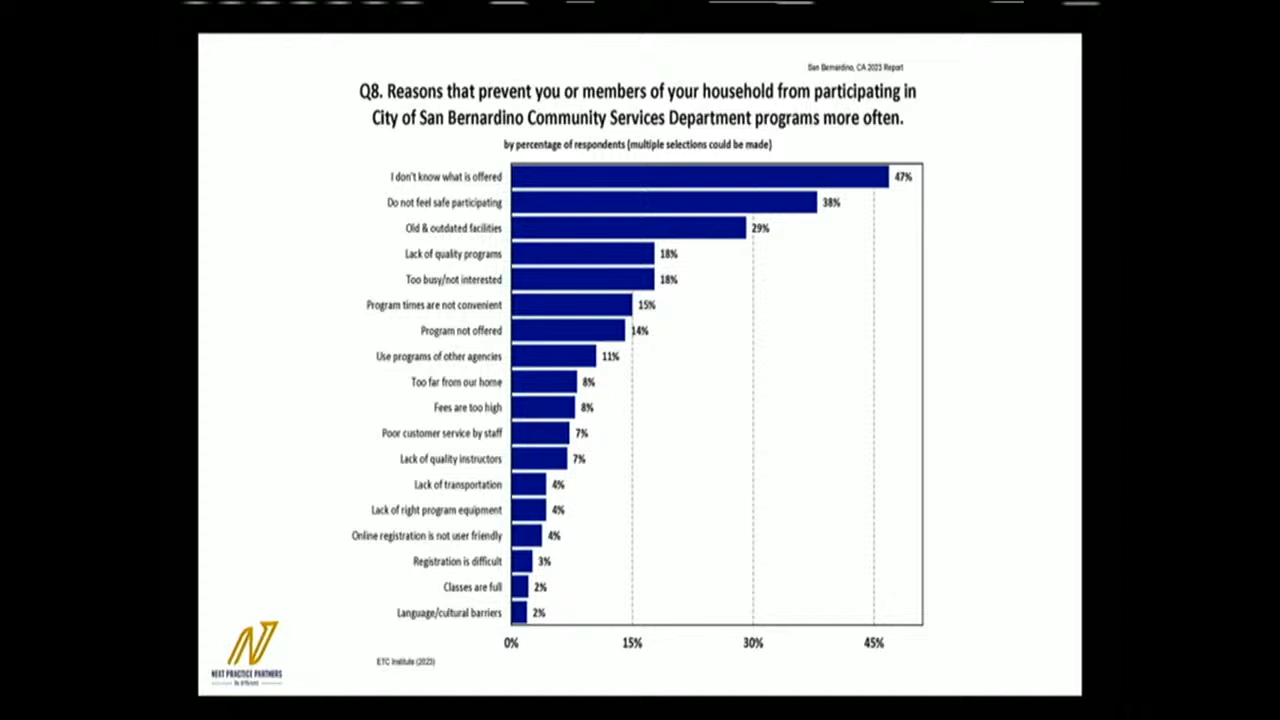 San Bernardino, CA 2023 Report
Q8. Reasons that prevent you or members of your household from participating in
City of San Bernardino Community Services Department programs more often.
by percentage of respondents (multiple selections could be made)
I don't know what is offered 47%
Do not feel safe participating 38%
Old & outdated facilities 29%
Lack of quality programs 18%
Too busy/not interested 18%
Program times are not convenient 15%
Program not offered 14%
Use programs of other agencies 11%
Too far from our home 8%
Fees are too high 8%
Poor customer service by staff 7%
Lack of quality instructors 7%
Lack of transportation 4%
Lack of right program equipment 4%
Online registration is not user friendly 4%
Registration is difficult 3%
Classes are full 2%
Language/cultural barriers 2%
0% 15% 30% 45%
ETC Institute (2023)
NEXT PRACTICE PARTNERS